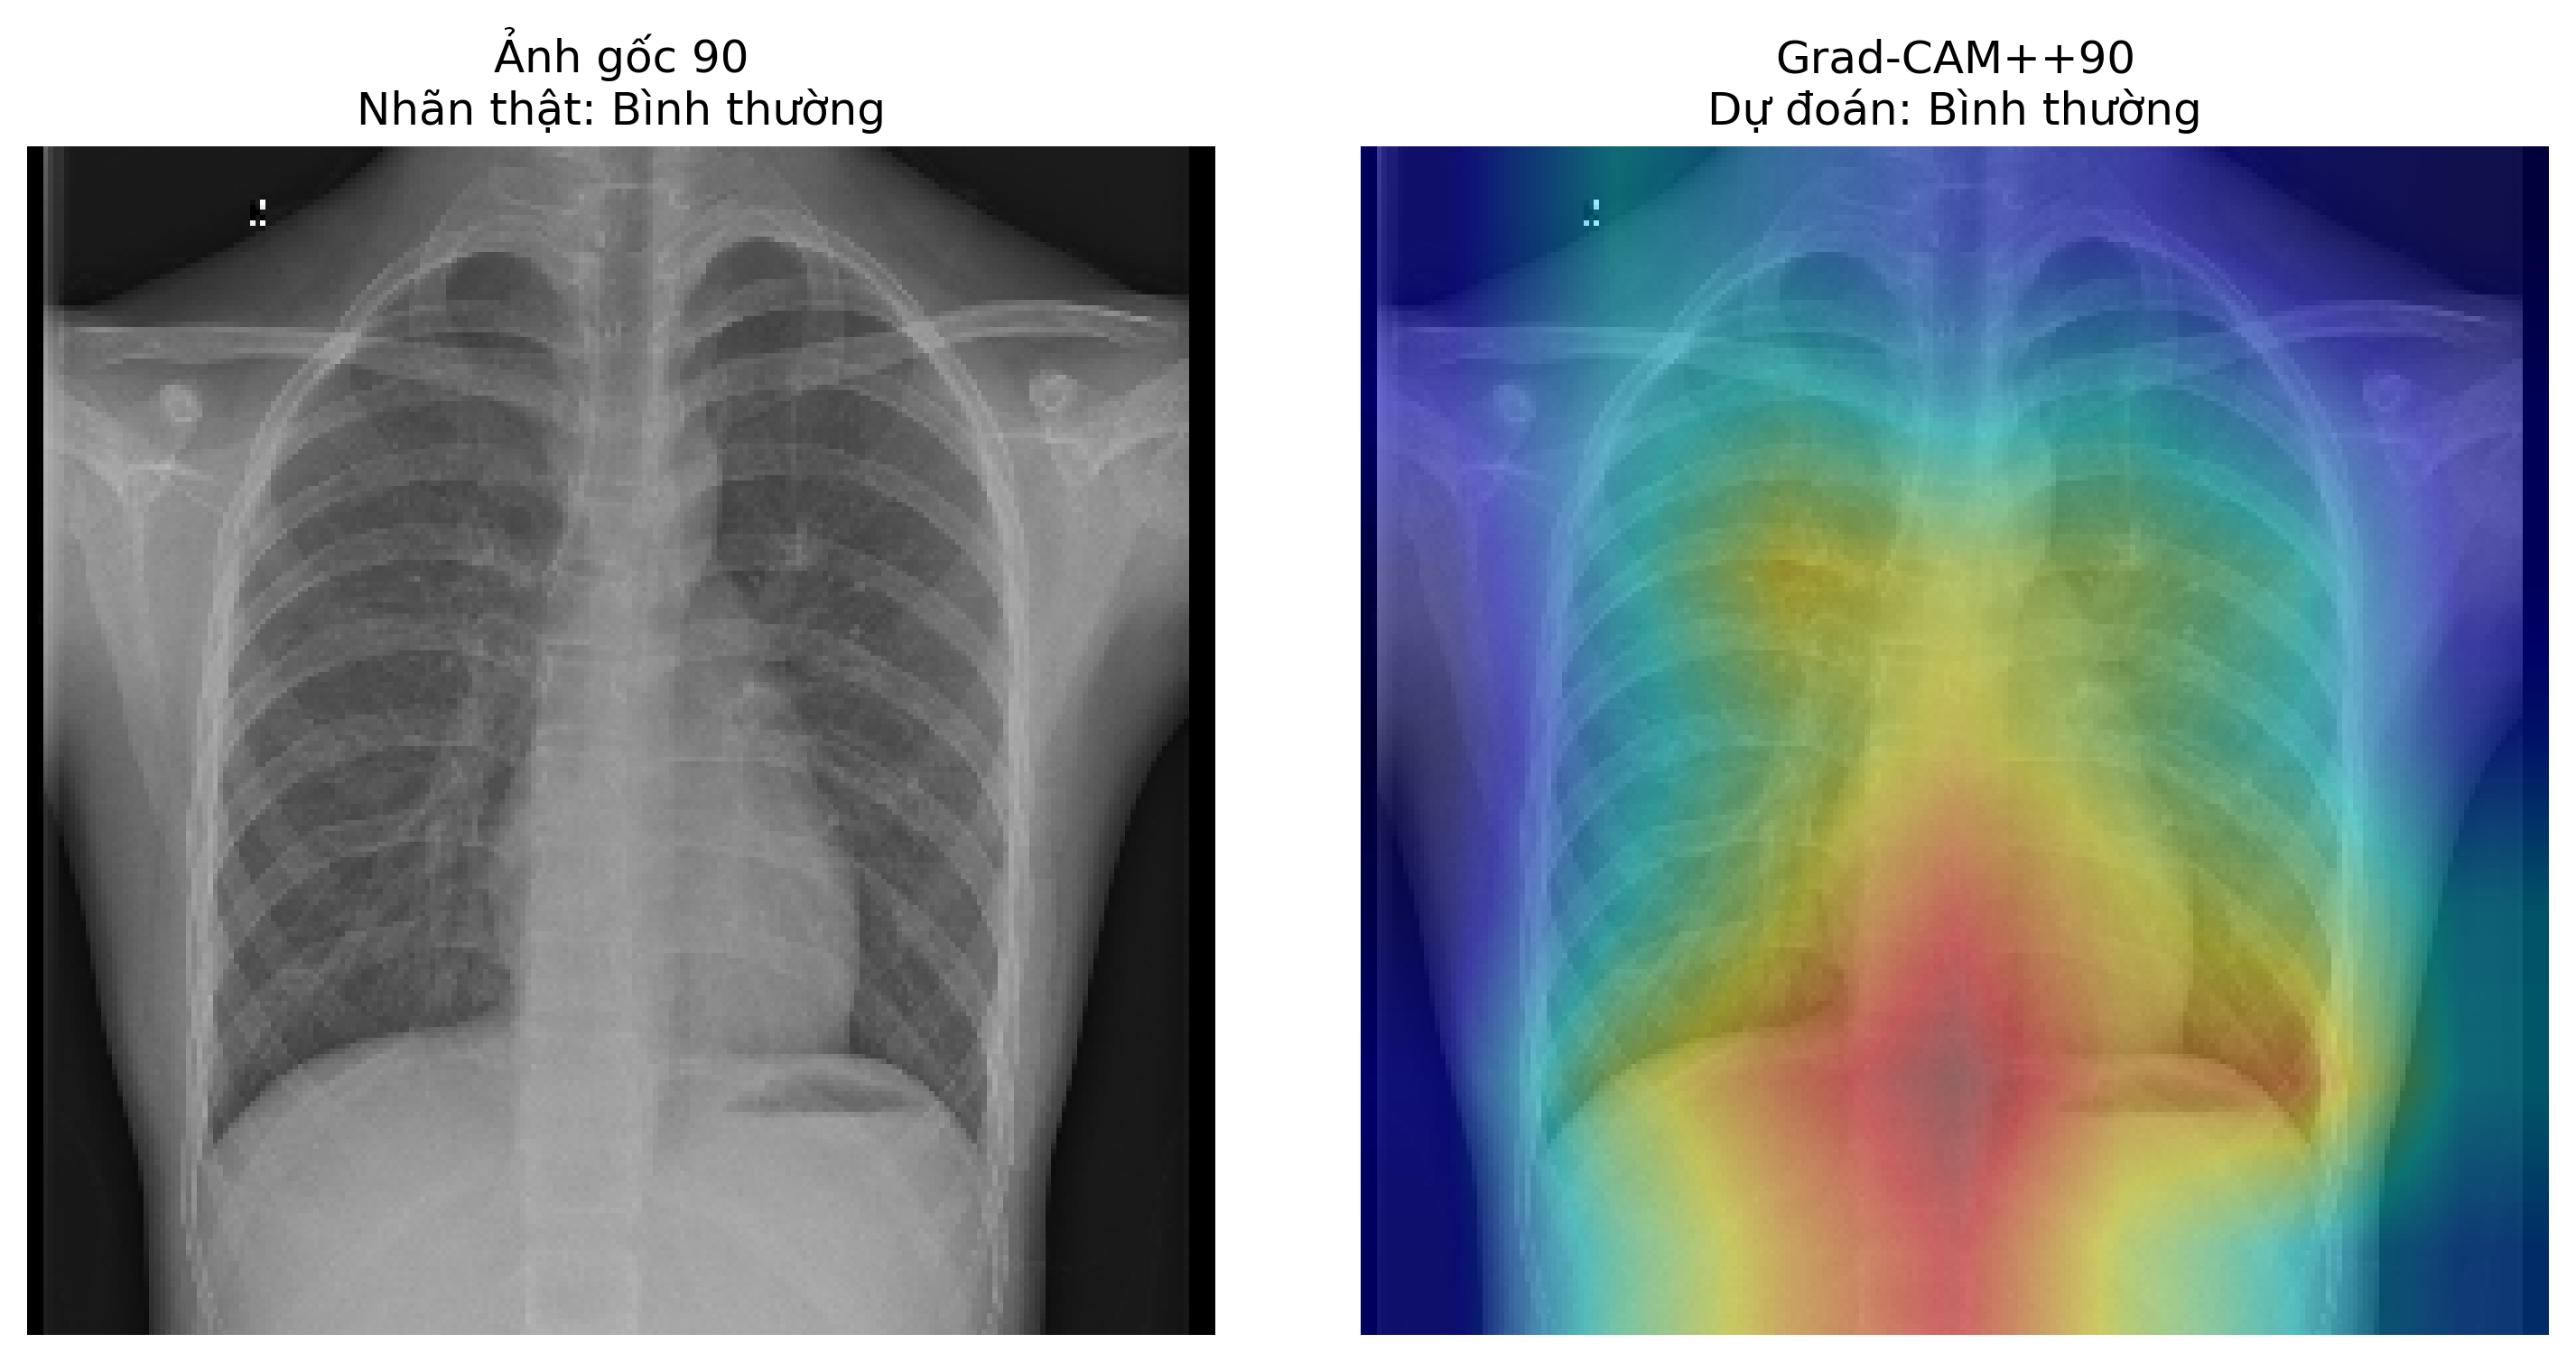 Ảnh gốc 90
Nhãn thật: Bình thường
Grad-CAM++90
Dự đoán: Bình thường